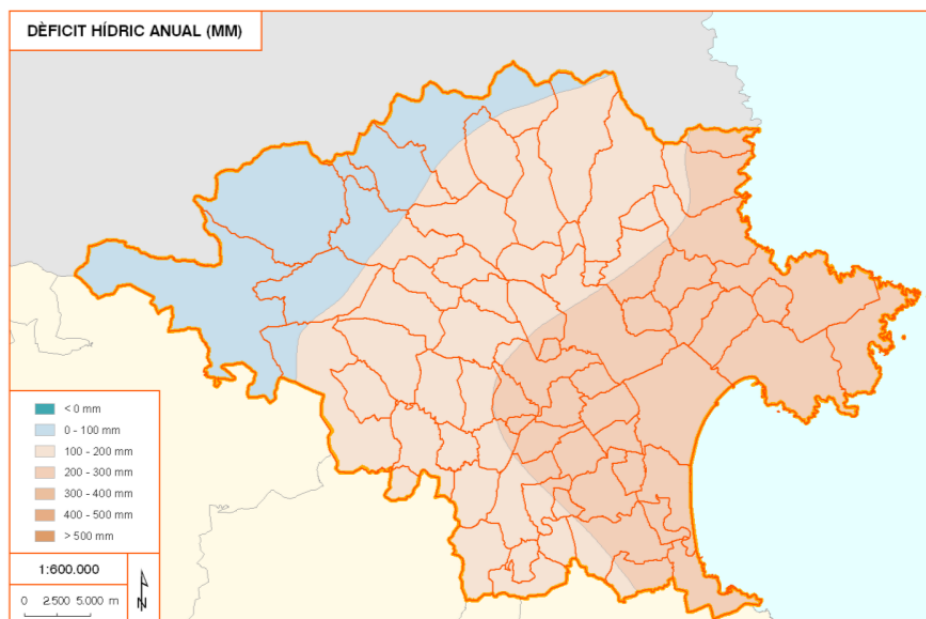 DÈFICIT HÍDRIC ANUAL (MM)
< 0 mm
0 - 100 mm
100 - 200 mm
200 - 300 mm
300 - 400 mm
400 - 500 mm
> 500 mm
1:600.000
0 2.500 5.000 m
N